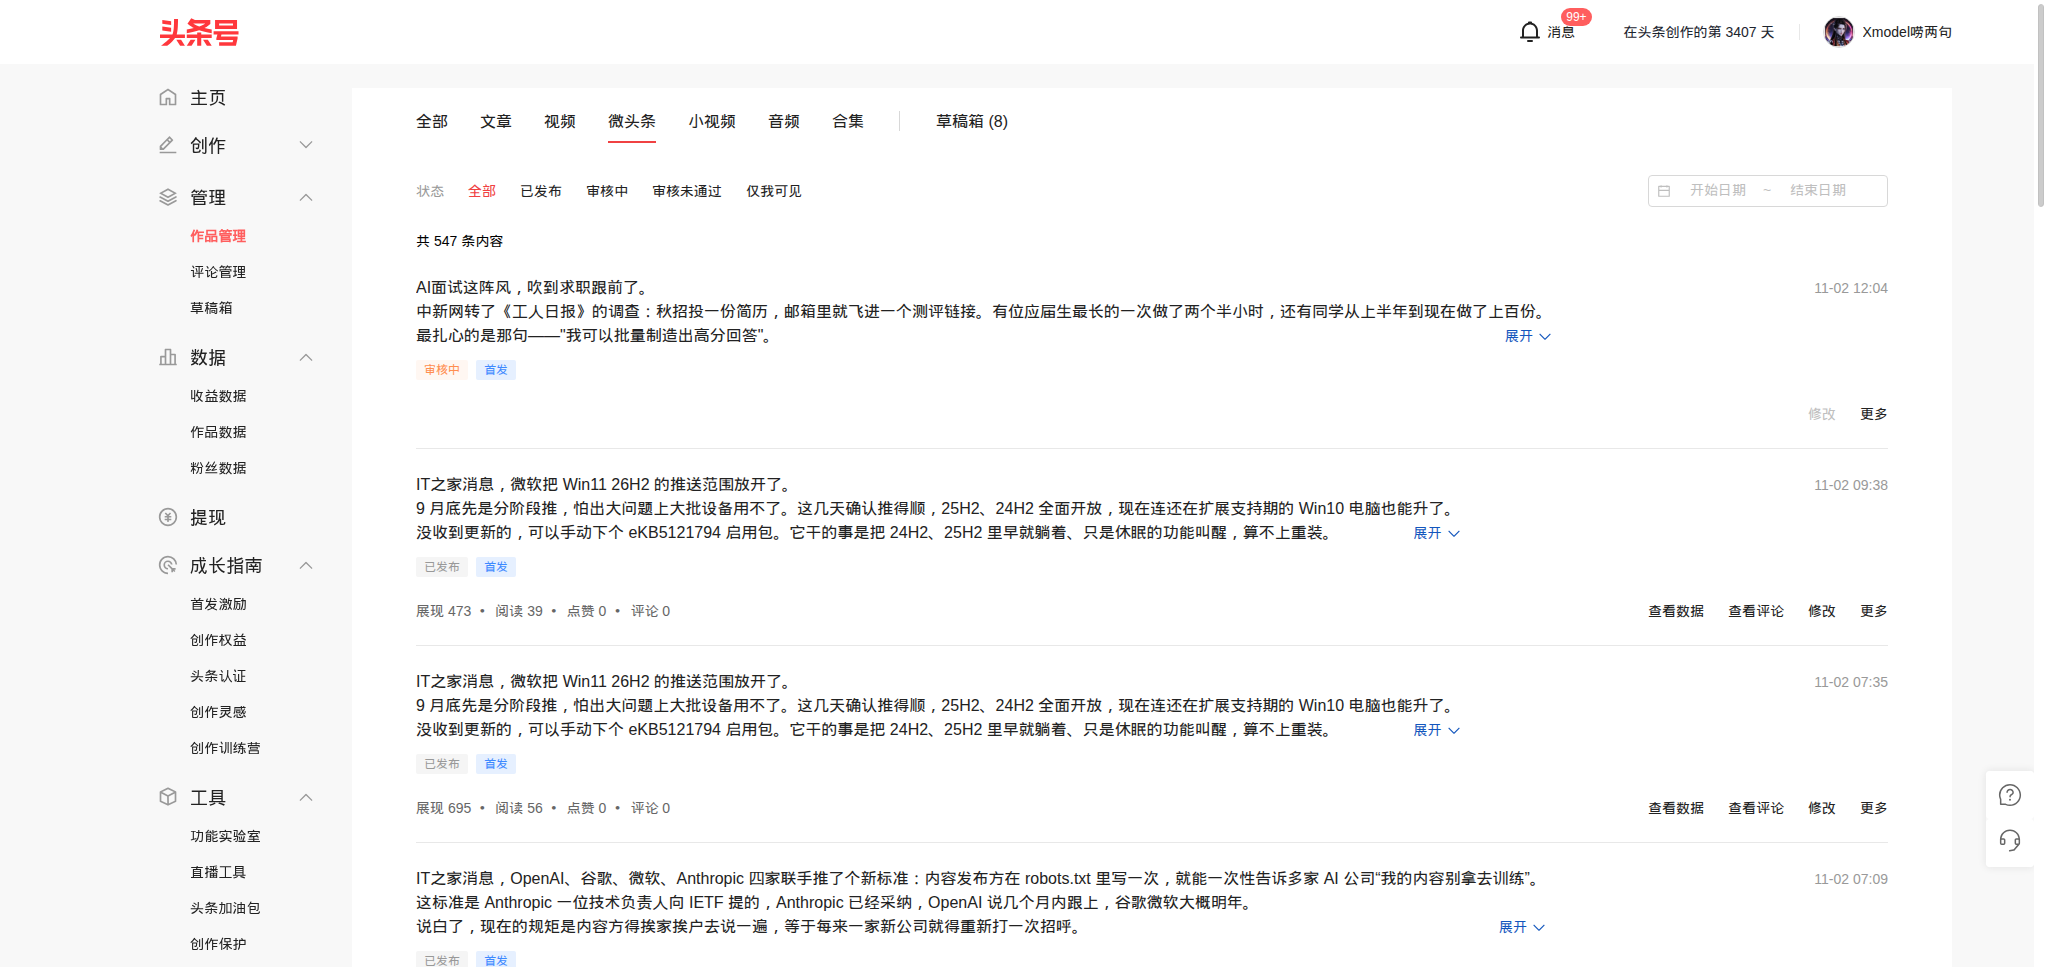 头条号
消息
99+
在头条创作的第 3407 天
Xmodel唠两句
主页
创作
管理
作品管理
评论管理
草稿箱
数据
收益数据
作品数据
粉丝数据
提现
成长指南
首发激励
创作权益
头条认证
创作灵感
创作训练营
工具
功能实验室
直播工具
头条加油包
创作保护
全部 文章 视频 微头条 小视频 音频 合集 草稿箱 (8)
状态 全部 已发布 审核中 审核未通过 仅我可见
开始日期 ~ 结束日期
共 547 条内容
AI面试这阵风，吹到求职跟前了。
11-02 12:04
中新网转了《工人日报》的调查：秋招投一份简历，邮箱里就飞进一个测评链接。有位应届生最长的一次做了两个半小时，还有同学从上半年到现在做了上百份。
最扎心的是那句——"我可以批量制造出高分回答"。
展开
审核中 首发
修改 更多
IT之家消息，微软把 Win11 26H2 的推送范围放开了。
11-02 09:38
9 月底先是分阶段推，怕出大问题上大批设备用不了。这几天确认推得顺，25H2、24H2 全面开放，现在连还在扩展支持期的 Win10 电脑也能升了。
没收到更新的，可以手动下个 eKB5121794 启用包。它干的事是把 24H2、25H2 里早就躺着、只是休眠的功能叫醒，算不上重装。
展开
已发布 首发
展现 473 • 阅读 39 • 点赞 0 • 评论 0
查看数据 查看评论 修改 更多
IT之家消息，微软把 Win11 26H2 的推送范围放开了。
11-02 07:35
9 月底先是分阶段推，怕出大问题上大批设备用不了。这几天确认推得顺，25H2、24H2 全面开放，现在连还在扩展支持期的 Win10 电脑也能升了。
没收到更新的，可以手动下个 eKB5121794 启用包。它干的事是把 24H2、25H2 里早就躺着、只是休眠的功能叫醒，算不上重装。
展开
已发布 首发
展现 695 • 阅读 56 • 点赞 0 • 评论 0
查看数据 查看评论 修改 更多
IT之家消息，OpenAI、谷歌、微软、Anthropic 四家联手推了个新标准：内容发布方在 robots.txt 里写一次，就能一次性告诉多家 AI 公司“我的内容别拿去训练”。
11-02 07:09
这标准是 Anthropic 一位技术负责人向 IETF 提的，Anthropic 已经采纳，OpenAI 说几个月内跟上，谷歌微软大概明年。
说白了，现在的规矩是内容方得挨家挨户去说一遍，等于每来一家新公司就得重新打一次招呼。
展开
已发布 首发